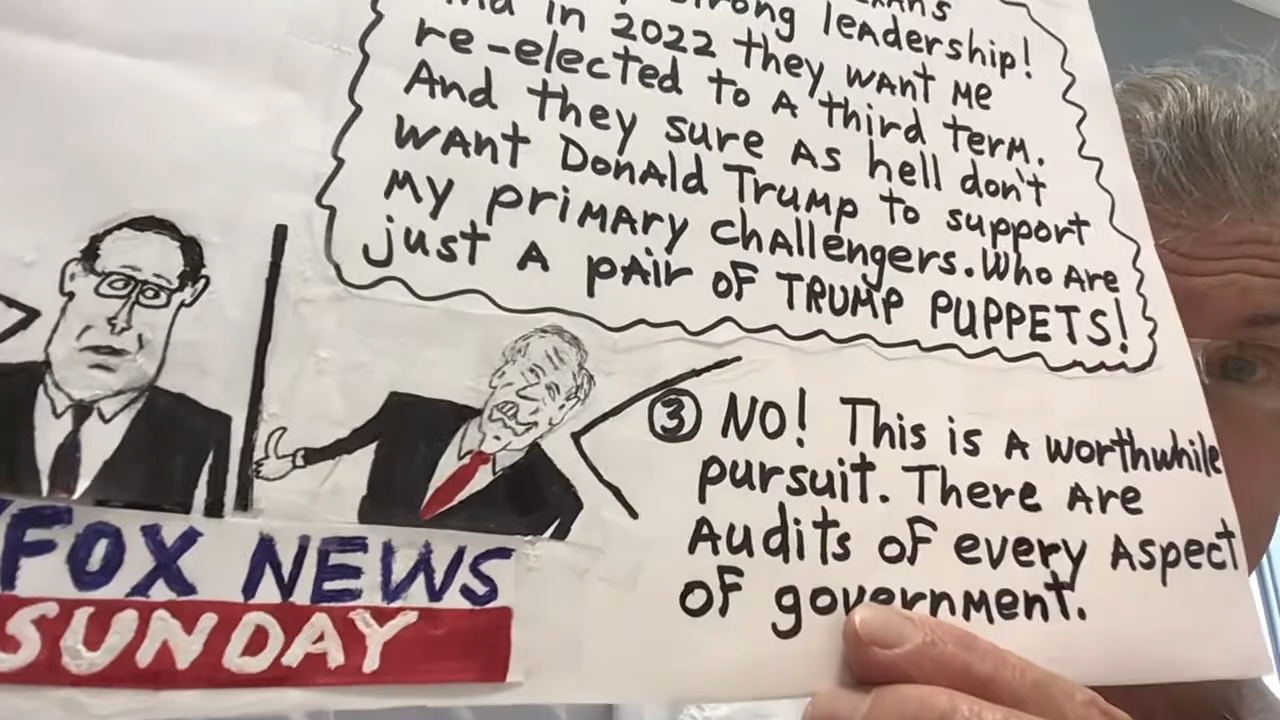 strong leadership!
in 2022 they want me
re-elected to a third term.
And they sure as hell don't
want Donald Trump to support
my primary challengers. Who are
just a pair of TRUMP PUPPETS!
③ NO! This is a worthwhile
pursuit. There are
Audits of every aspect
of government.
FOX NEWS
SUNDAY